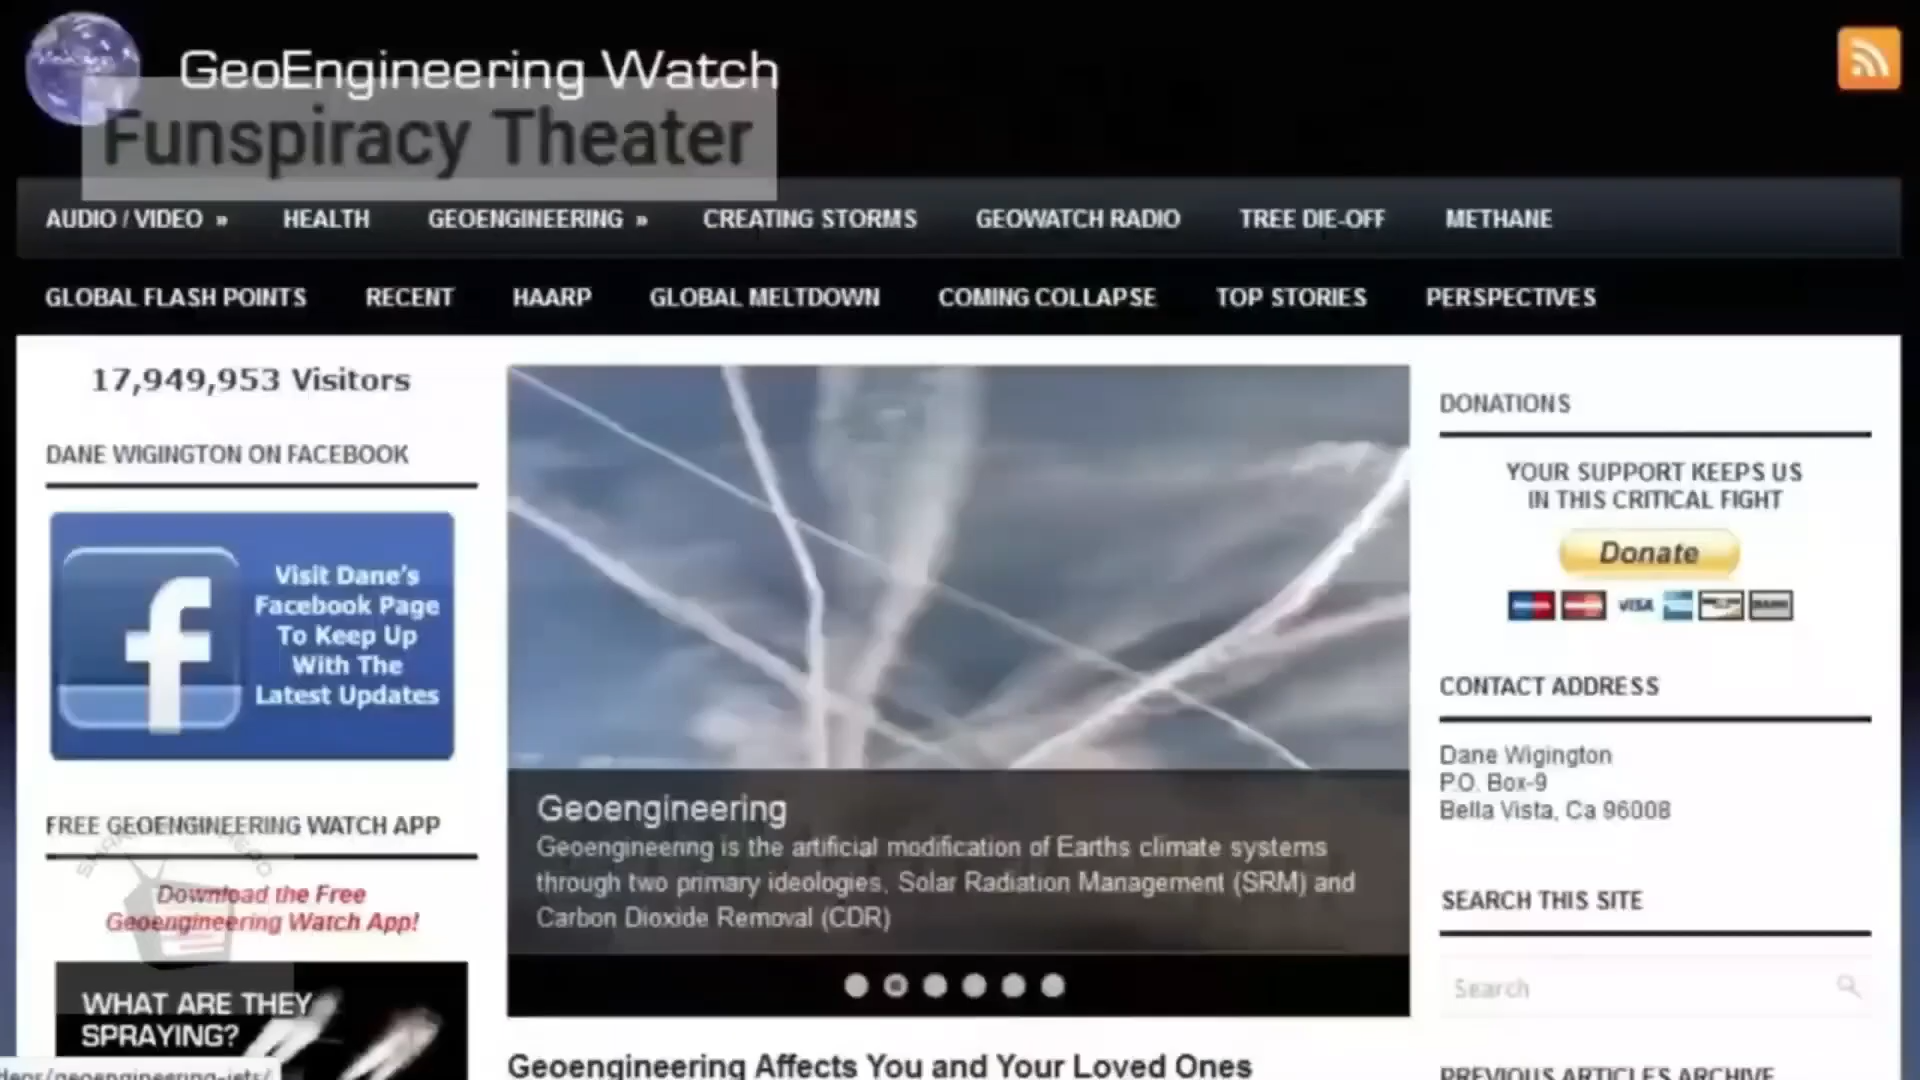 GeoEngineering Watch
Funspiracy Theater
AUDIO / VIDEO » HEALTH GEOENGINEERING » CREATING STORMS GEOWATCH RADIO TREE DIE-OFF METHANE
GLOBAL FLASH POINTS RECENT HAARP GLOBAL MELTDOWN COMING COLLAPSE TOP STORIES PERSPECTIVES
17,949,953 Visitors
DANE WIGINGTON ON FACEBOOK
Visit Dane's
Facebook Page
To Keep Up
With The
Latest Updates
FREE GEOENGINEERING WATCH APP
Download the Free
Geoengineering Watch App!
WHAT ARE THEY
SPRAYING?
Geoengineering
Geoengineering is the artificial modification of Earths climate systems
through two primary ideologies, Solar Radiation Management (SRM) and
Carbon Dioxide Removal (CDR)
Geoengineering Affects You and Your Loved Ones
DONATIONS
YOUR SUPPORT KEEPS US
IN THIS CRITICAL FIGHT
Donate
VISA
CONTACT ADDRESS
Dane Wigington
P.O. Box-9
Bella Vista, Ca 96008
SEARCH THIS SITE
Search
PREVIOUS ARTICLES ARCHIVE